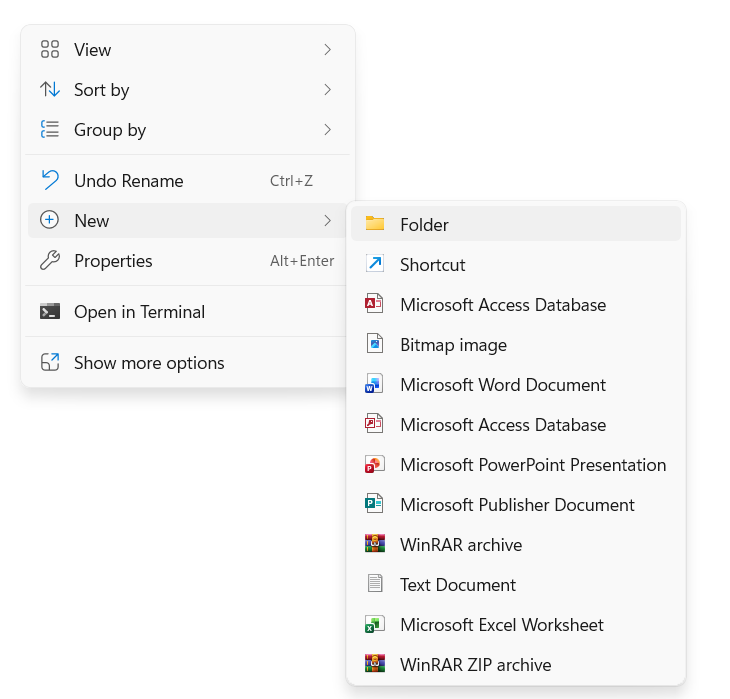 View
Sort by
Group by
Undo Rename Ctrl+Z
New
Properties Alt+Enter
Open in Terminal
Show more options
Folder
Shortcut
Microsoft Access Database
Bitmap image
Microsoft Word Document
Microsoft Access Database
Microsoft PowerPoint Presentation
Microsoft Publisher Document
WinRAR archive
Text Document
Microsoft Excel Worksheet
WinRAR ZIP archive